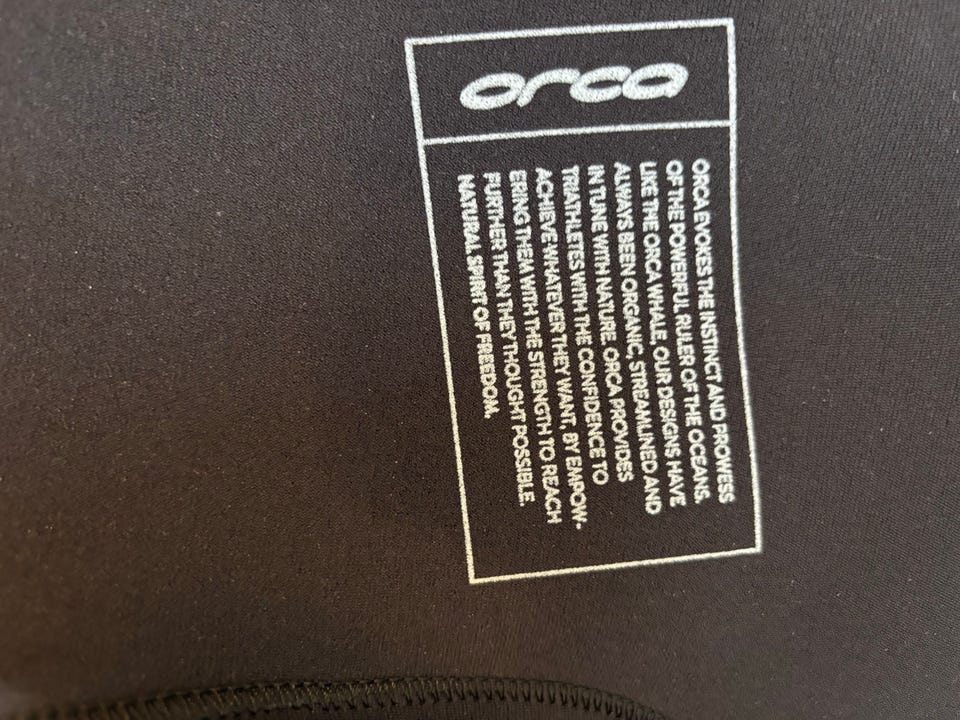 orca
ORCA EVOKES THE INSTINCT AND PROWESS
OF THE POWERFUL RULER OF THE OCEANS.
LIKE THE ORCA WHALE, OUR DESIGNS HAVE
ALWAYS BEEN ORGANIC, STREAMLINED AND
IN TUNE WITH NATURE. ORCA PROVIDES
TRIATHLETES WITH THE CONFIDENCE TO
ACHIEVE WHATEVER THEY WANT, BY EMPOW-
ERING THEM WITH THE STRENGTH TO REACH
FURTHER THAN THEY THOUGHT POSSIBLE.
NATURAL SPIRIT OF FREEDOM.